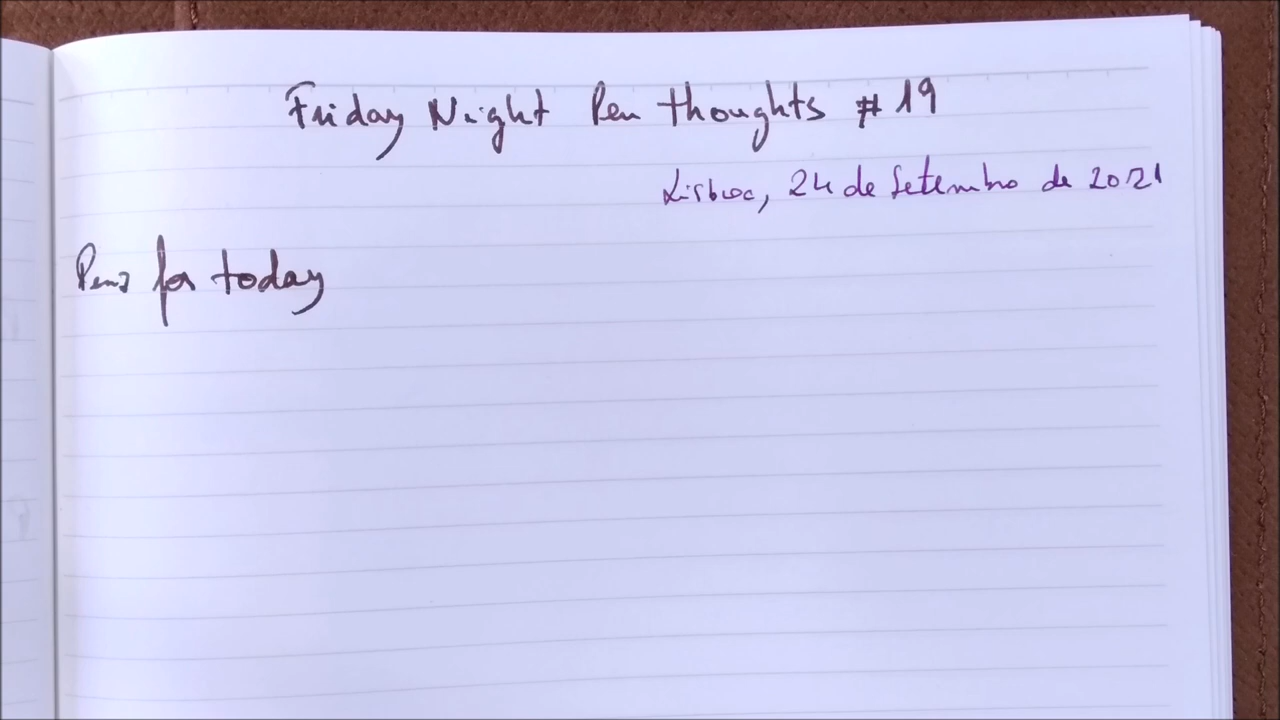 Friday Night Pen thoughts # 19
Lisboa, 24 de Setembro de 2021
Pens for today